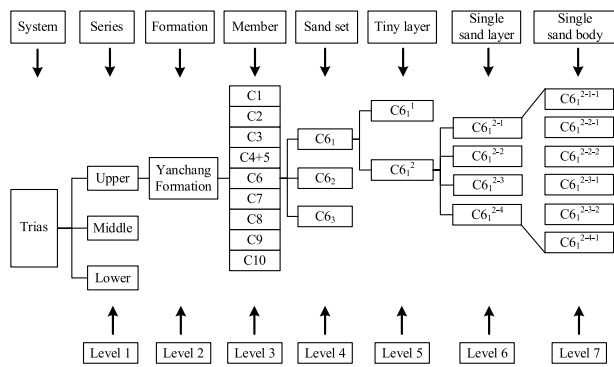 System
Series
Formation
Member
Sand set
Tiny layer
Single
sand layer
Single
sand body
Trias
Upper
Middle
Lower
Yanchang
Formation
C1
C2
C3
C4+5
C6
C7
C8
C9
C10
C6₁
C6₂
C6₃
C6₁¹
C6₁²
C6₁²⁻¹
C6₁²⁻²
C6₁²⁻³
C6₁²⁻⁴
C6₁²⁻¹⁻¹
C6₁²⁻²⁻¹
C6₁²⁻²⁻²
C6₁²⁻³⁻¹
C6₁²⁻³⁻²
C6₁²⁻⁴⁻¹
Level 1
Level 2
Level 3
Level 4
Level 5
Level 6
Level 7